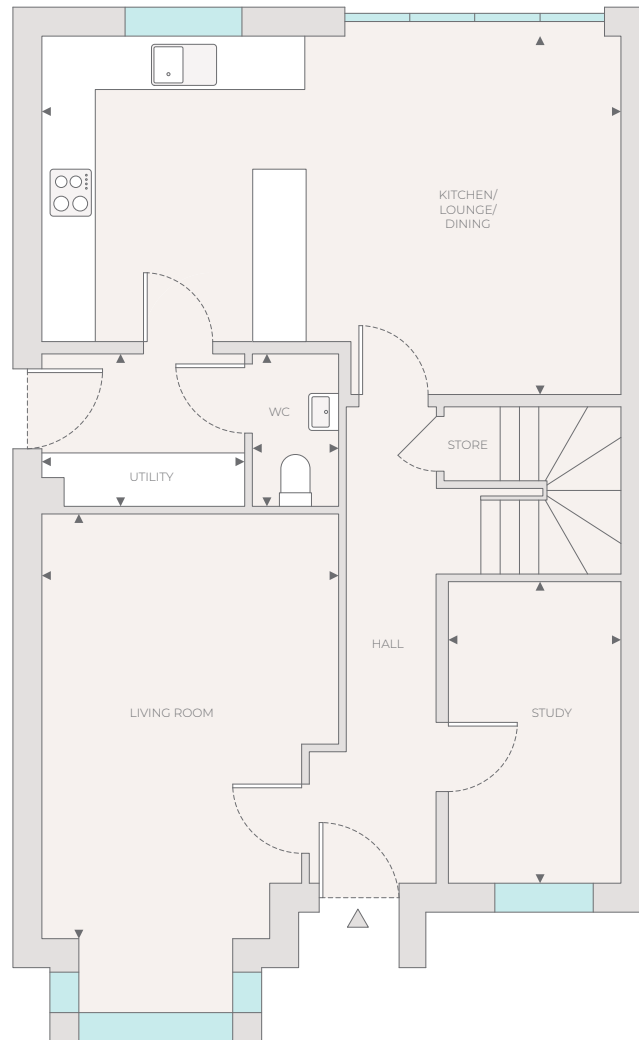 KITCHEN/
LOUNGE/
DINING
WC
STORE
UTILITY
HALL
LIVING ROOM
STUDY